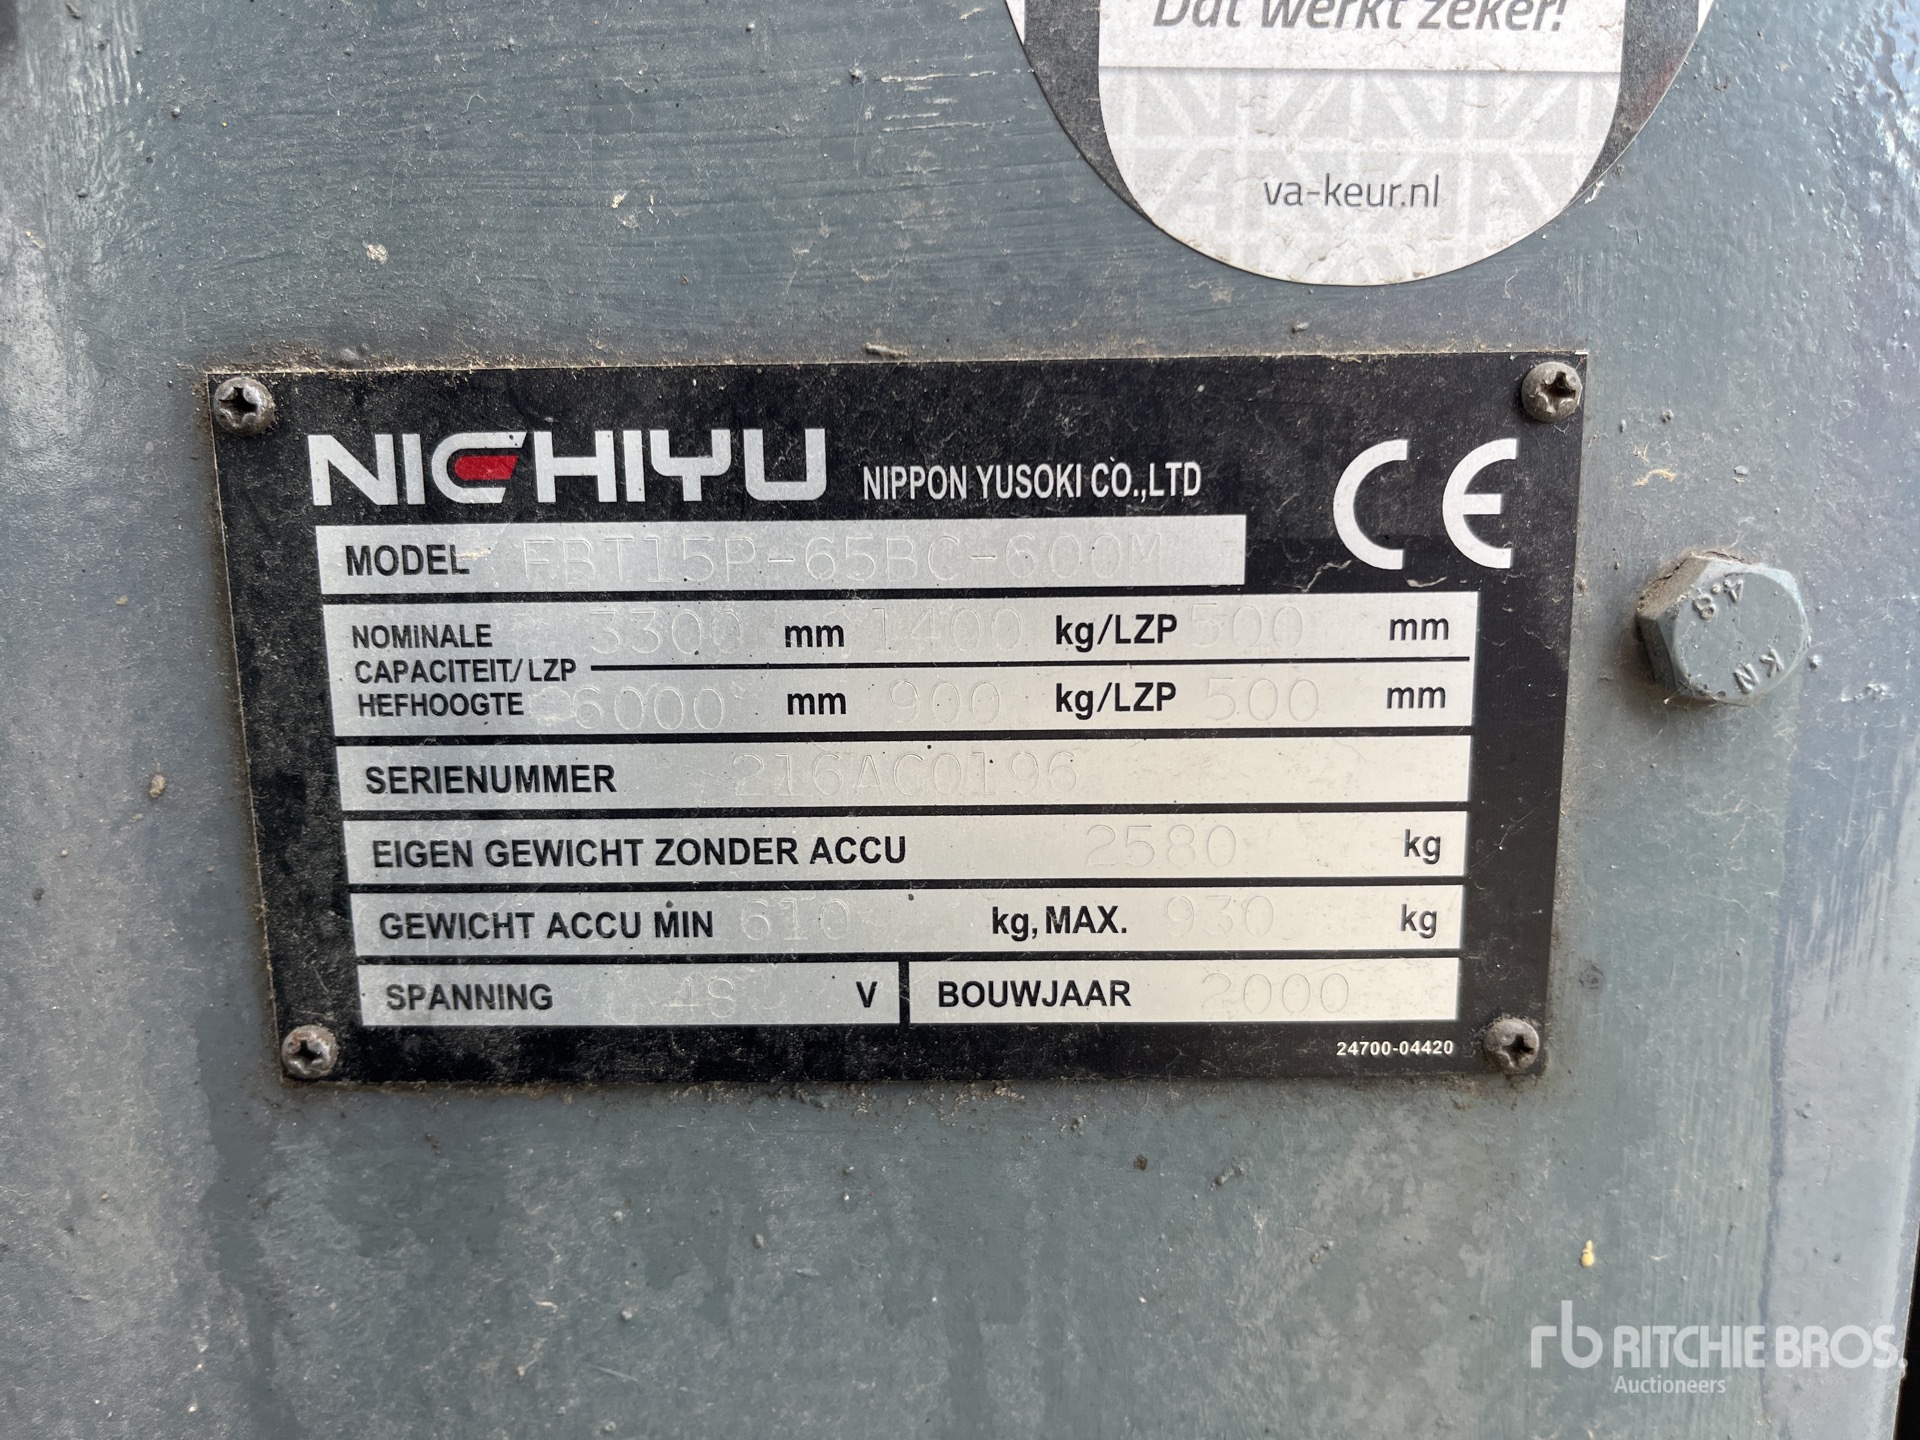 Dat werkt zeker!
va-keur.nl
NICHIYU NIPPON YUSOKI CO.,LTD CE
MODEL FBT15P-65BC-600M
NOMINALE CAPACITEIT/LZP HEFHOOGTE
3300 mm 1400 kg/LZP 500 mm
6000 mm 900 kg/LZP 500 mm
SERIENUMMER 216AC0196
EIGEN GEWICHT ZONDER ACCU 2580 kg
GEWICHT ACCU MIN 610 kg, MAX. 930 kg
SPANNING 48 V BOUWJAAR 2000
24700-04420
4.8
KN
rb RITCHIE BROS.
Auctioneers